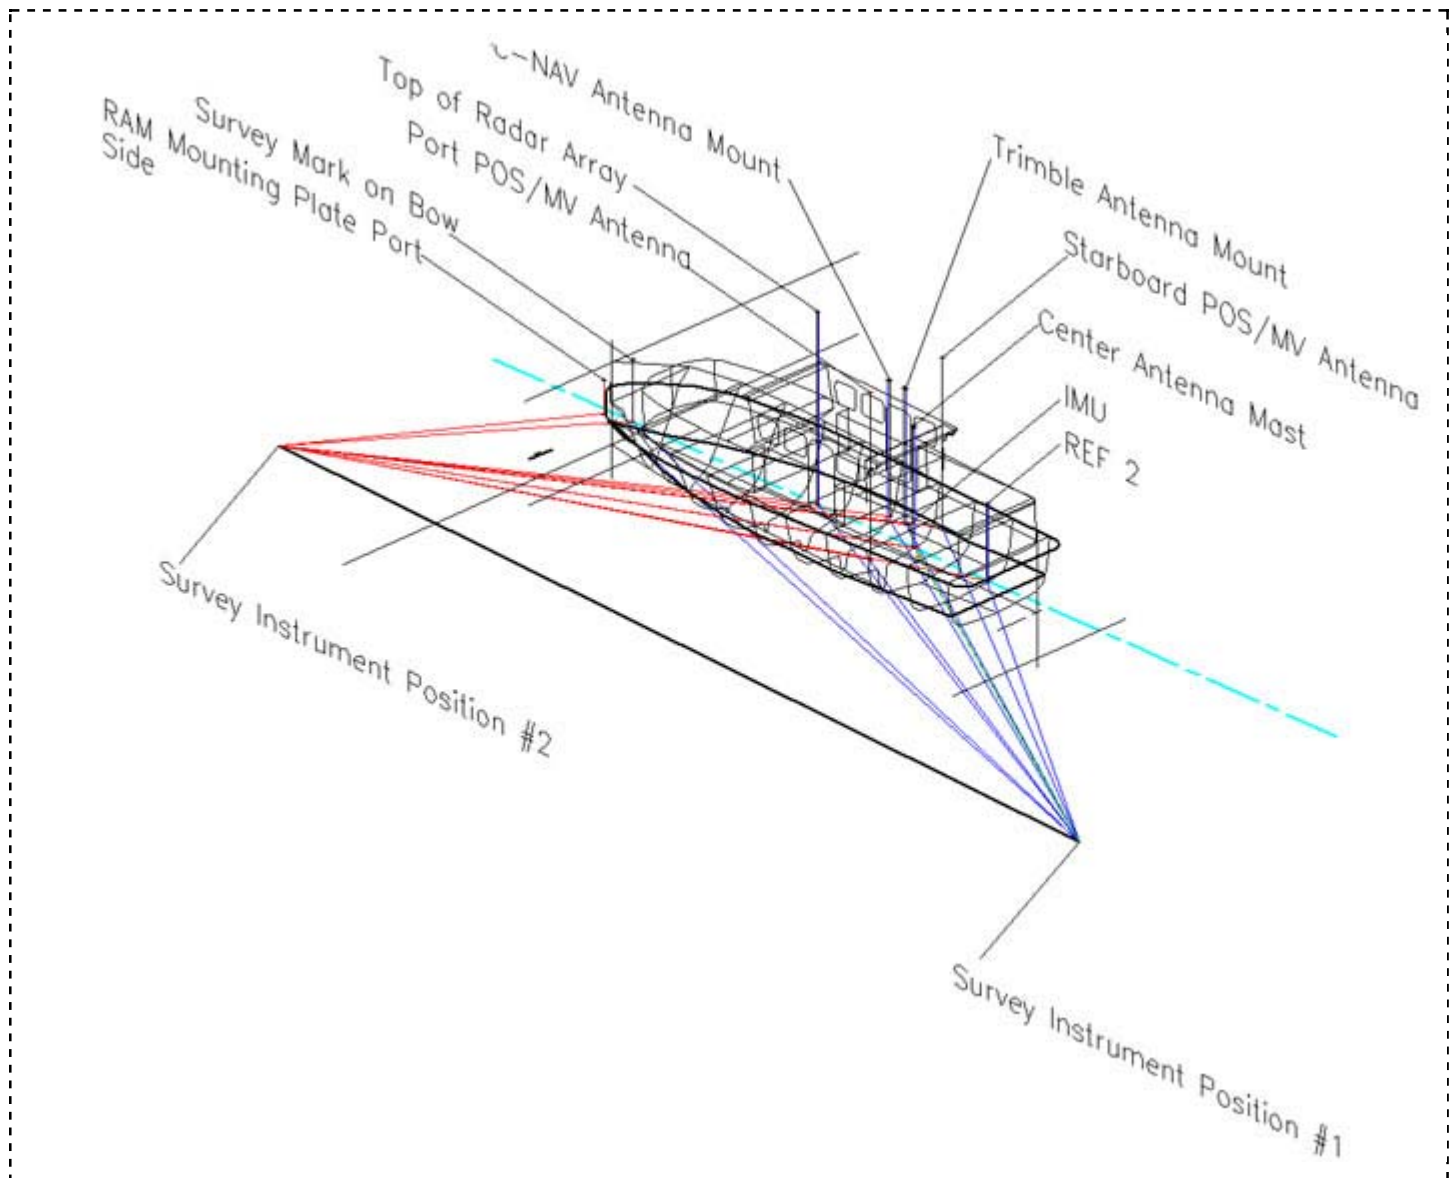 -NAV Antenna Mount
Top of Radar Array
Port POS/MV Antenna
Survey Mark on Bow
RAM Mounting Plate Port
Side
Trimble Antenna Mount
Starboard POS/MV Antenna
Center Antenna Mast
IMU
REF 2
Survey Instrument Position #2
Survey Instrument Position #1